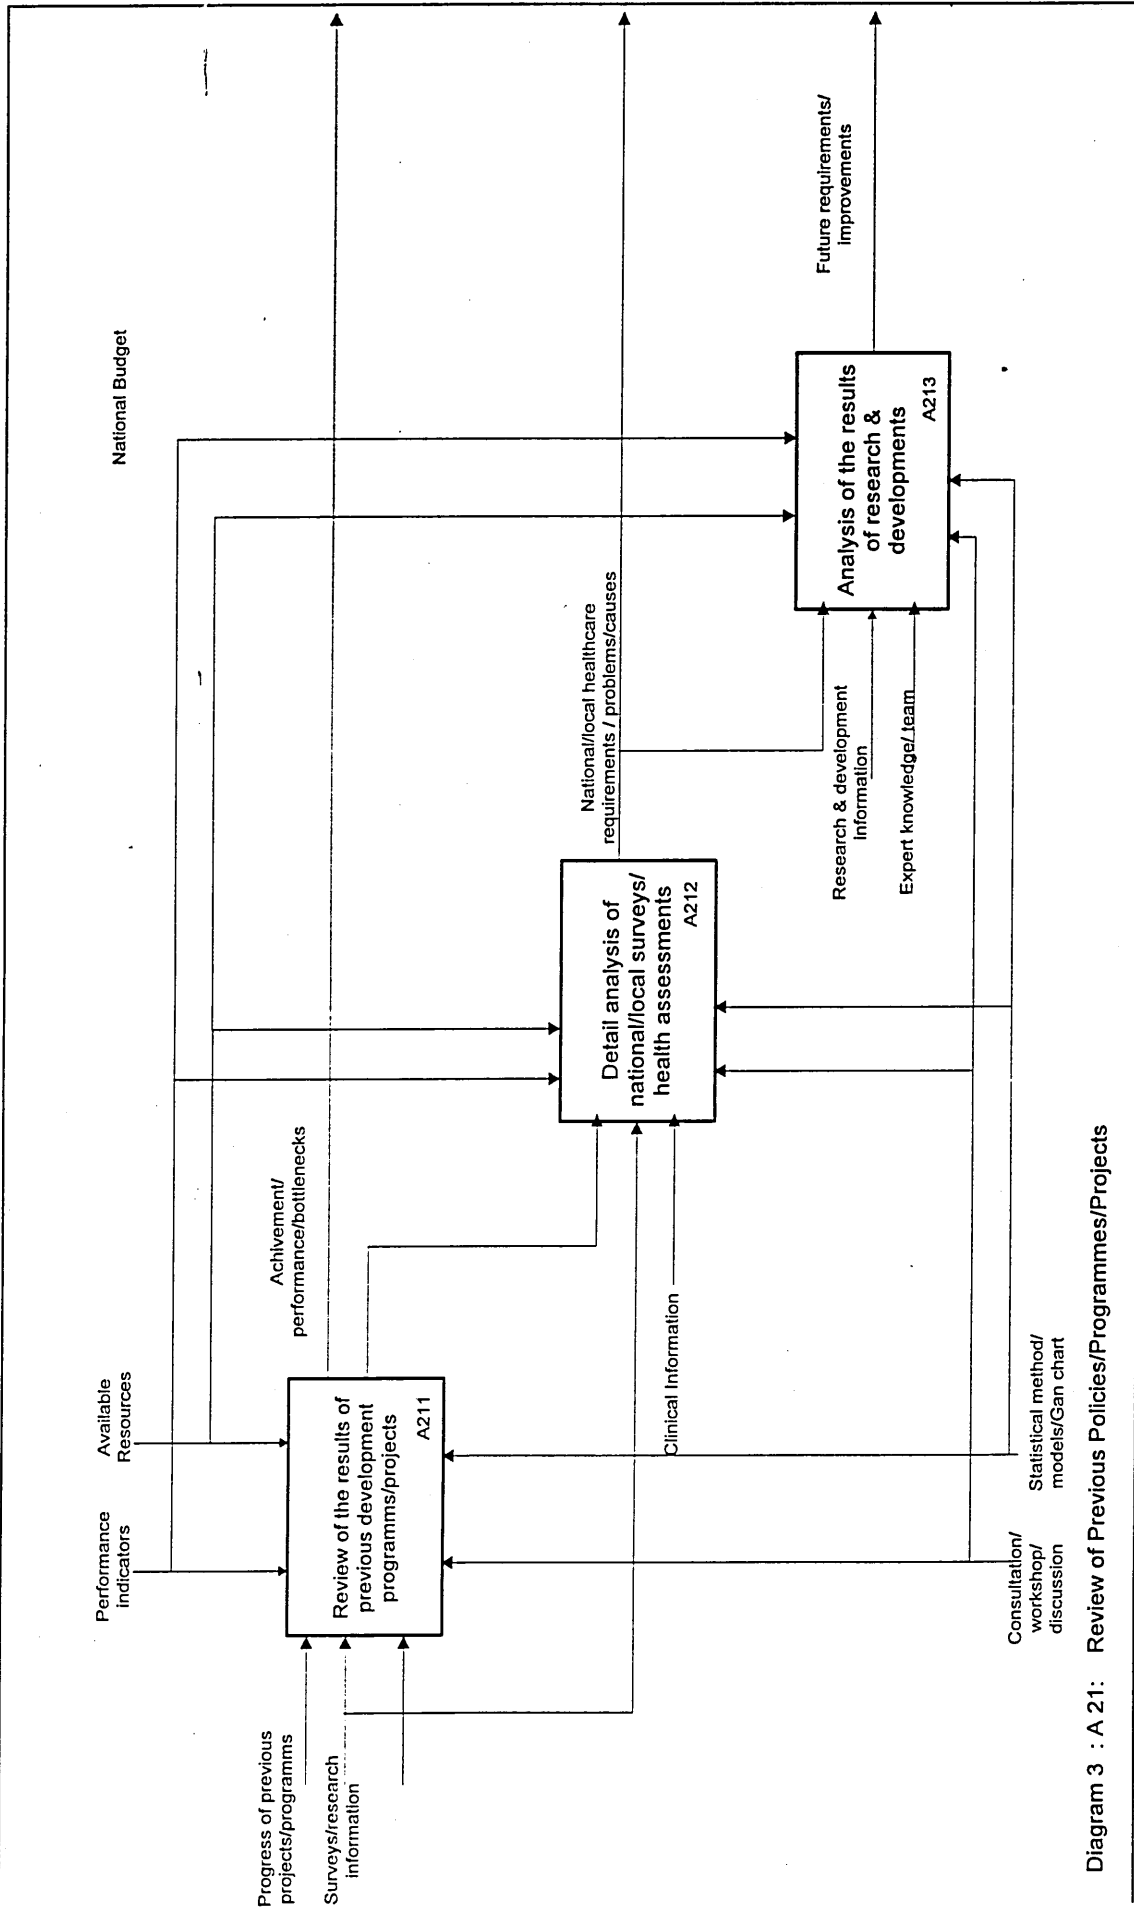 Performance
indicators
Available
Resources
National Budget
Progress of previous
projects/programms
Surveys/research
information
Review of the results of
previous development
programms/projects
A211
Achivement/
performance/bottlenecks
Clinical Information
Detail analysis of
national/local surveys/
health assessments
A212
National/local healthcare
requirements / problems/causes
Research & development
Information
Expert knowledge/ team
Analysis of the results
of research &
developments
A213
Future requirements/
improvements
Consultation/
workshop/
discussion
Statistical method/
models/Gan chart
Diagram 3 : A 21: Review of Previous Policies/Programmes/Projects